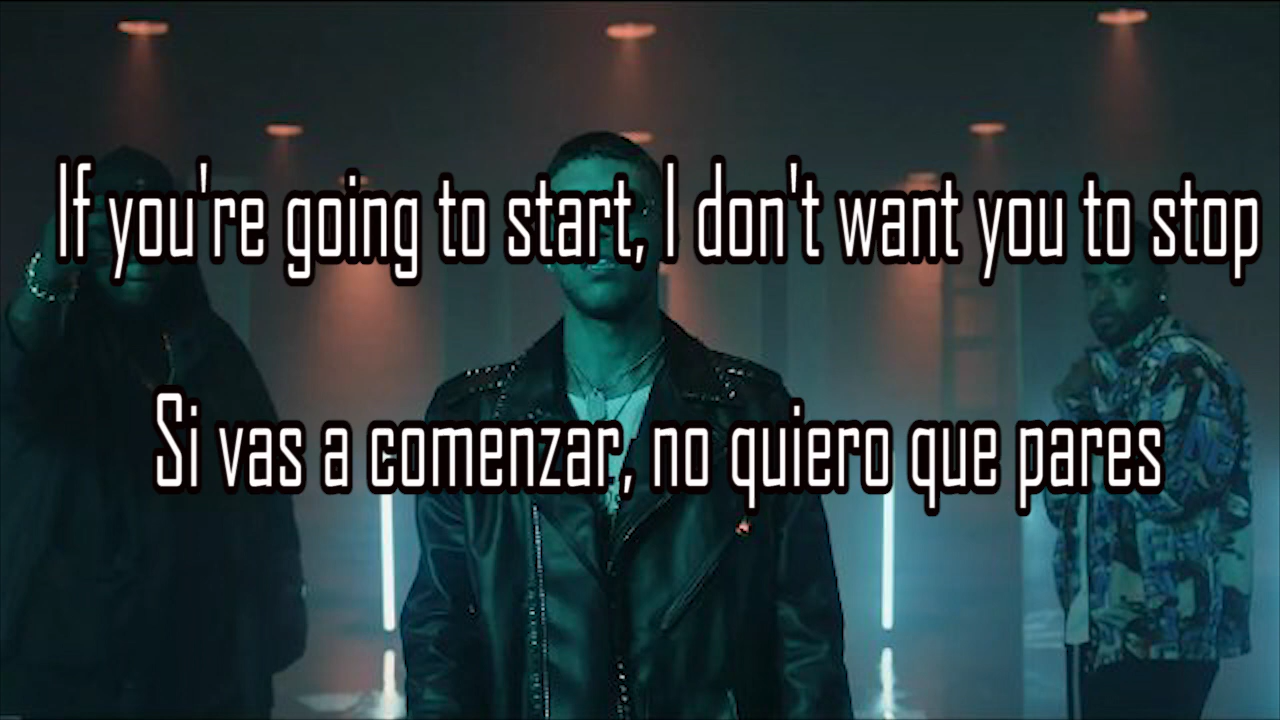 If you're going to start, I don't want you to stop
Si vas a comenzar, no quiero que pares